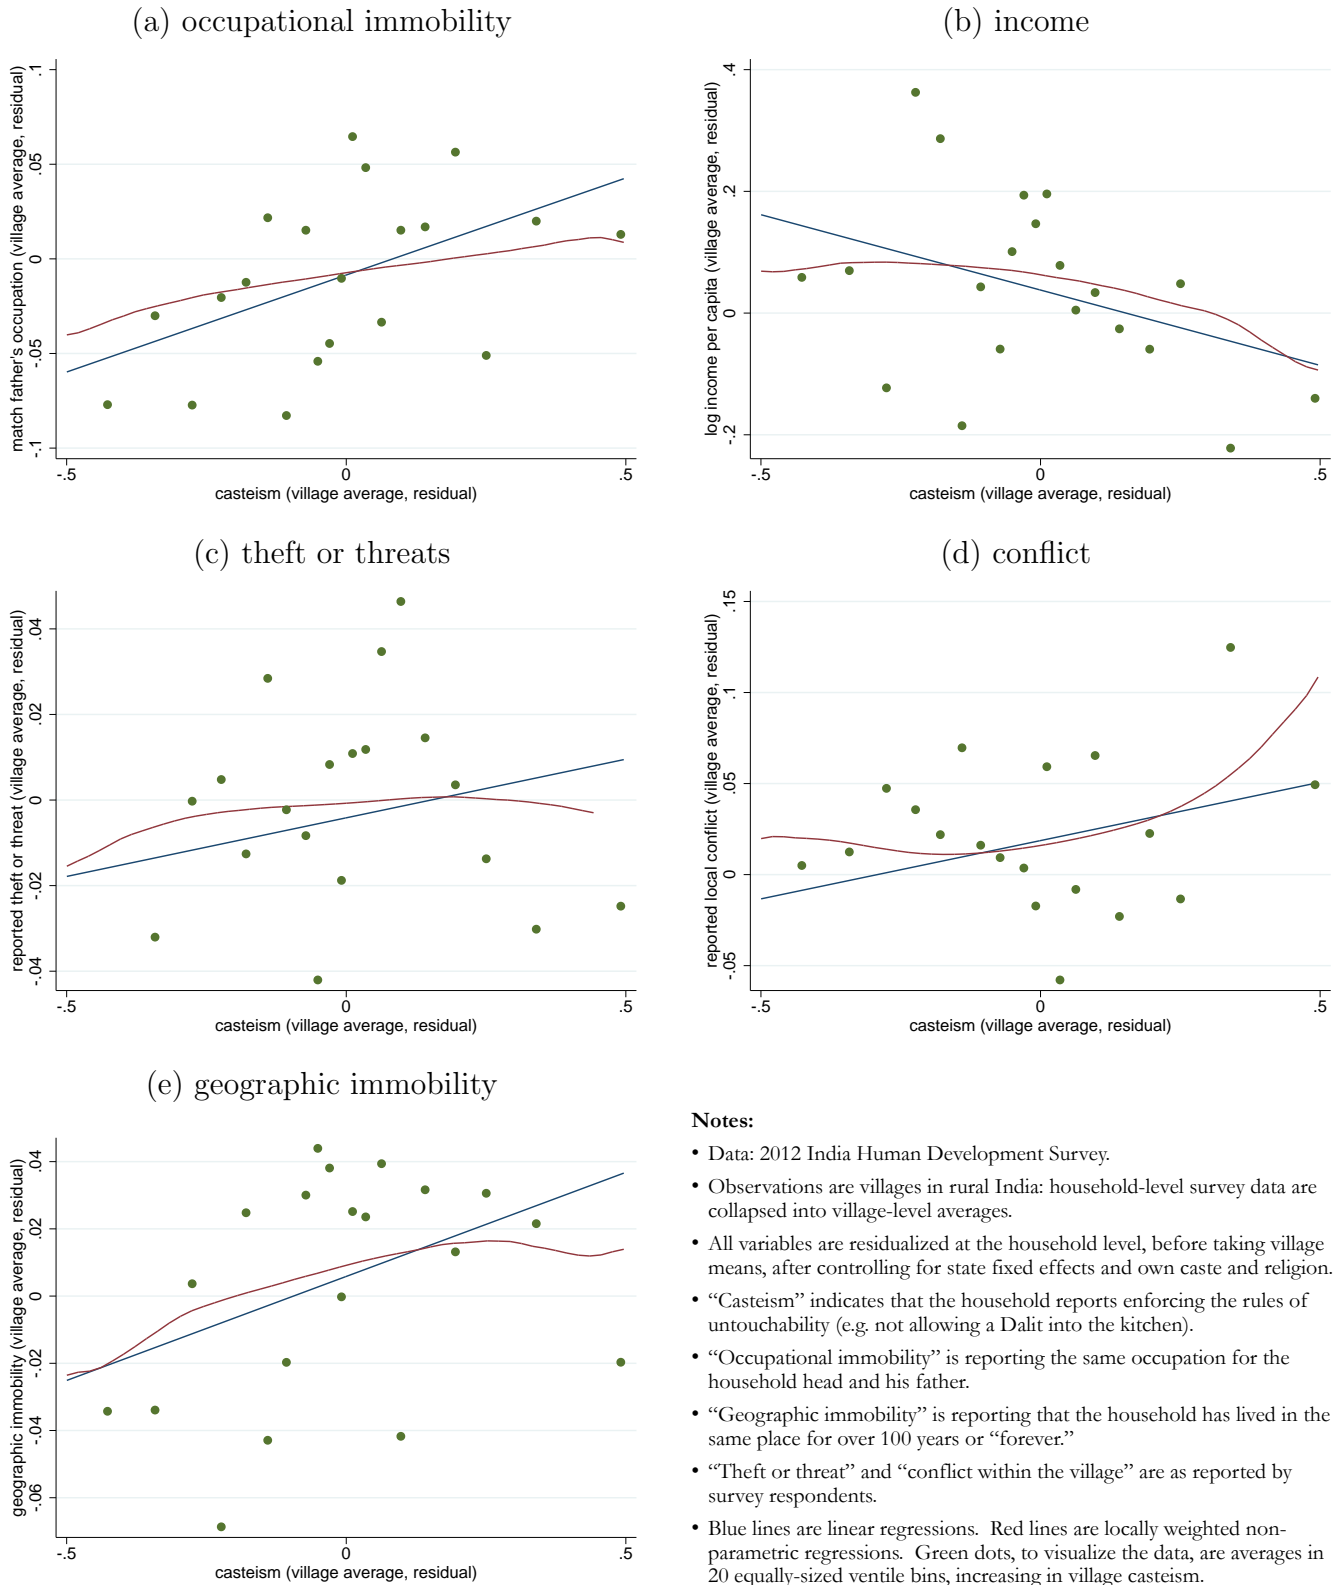 (a) occupational immobility
match father's occupation (village average, residual)
.1
.05
0
-.05
-.1
-.5
0
.5
casteism (village average, residual)
(b) income
log income per capita (village average, residual)
.4
.2
0
-.2
-.5
0
.5
casteism (village average, residual)
(c) theft or threats
reported theft or threat (village average, residual)
.04
.02
0
-.02
-.04
-.5
0
.5
casteism (village average, residual)
(d) conflict
reported local conflict (village average, residual)
.15
.1
.05
0
-.05
-.5
0
.5
casteism (village average, residual)
(e) geographic immobility
geographic immobility (village average, residual)
.04
.02
0
-.02
-.04
-.06
-.5
0
.5
casteism (village average, residual)
Notes:
• Data: 2012 India Human Development Survey.
• Observations are villages in rural India: household-level survey data are
collapsed into village-level averages.
• All variables are residualized at the household level, before taking village
means, after controlling for state fixed effects and own caste and religion.
• “Casteism” indicates that the household reports enforcing the rules of
untouchability (e.g. not allowing a Dalit into the kitchen).
• “Occupational immobility” is reporting the same occupation for the
household head and his father.
• “Geographic immobility” is reporting that the household has lived in the
same place for over 100 years or “forever.”
• “Theft or threat” and “conflict within the village” are as reported by
survey respondents.
• Blue lines are linear regressions. Red lines are locally weighted non-
parametric regressions. Green dots, to visualize the data, are averages in
20 equally-sized ventile bins, increasing in village casteism.